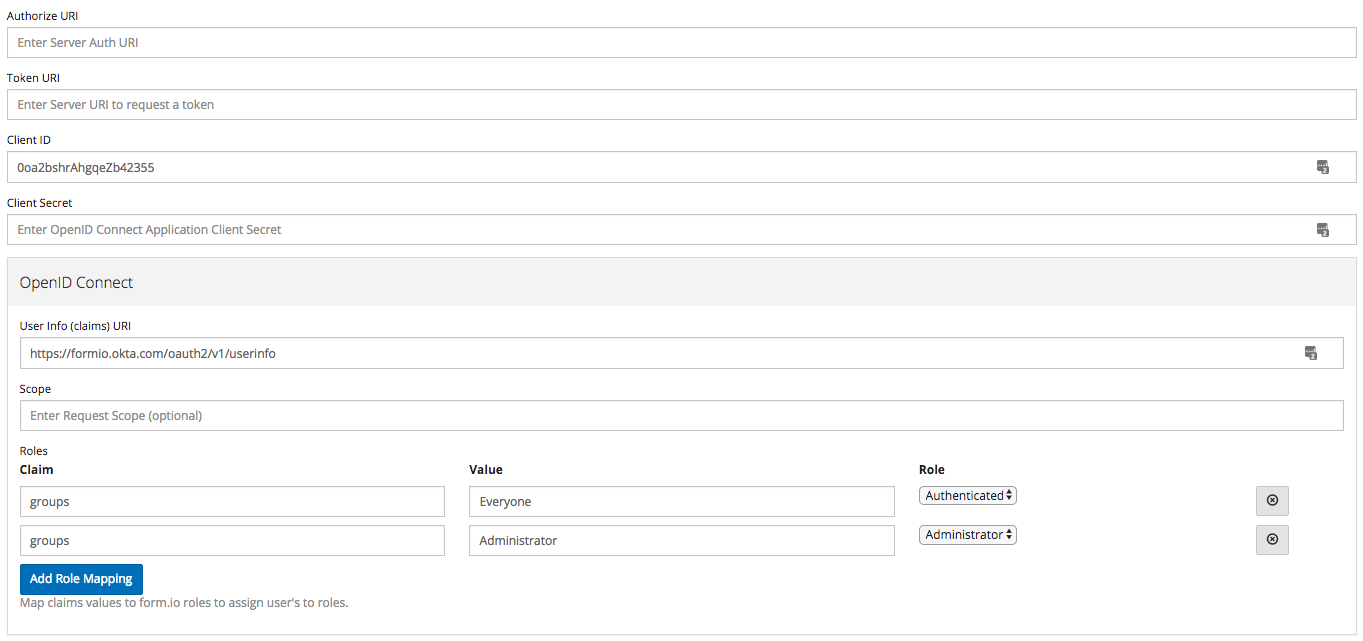 Authorize URI
Enter Server Auth URI
Token URI
Enter Server URI to request a token
Client ID
0oa2bshrAhgqeZb42355
Client Secret
Enter OpenID Connect Application Client Secret
OpenID Connect
User Info (claims) URI
https://formio.okta.com/oauth2/v1/userinfo
Scope
Enter Request Scope (optional)
Roles
Claim Value Role
groups Everyone Authenticated
groups Administrator Administrator
Add Role Mapping
Map claims values to form.io roles to assign user's to roles.